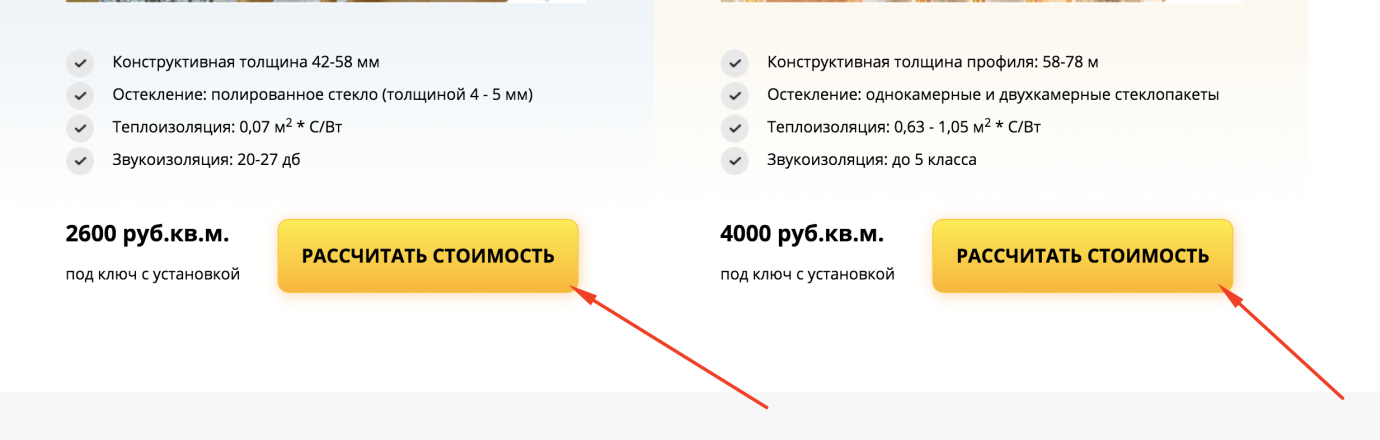 Конструктивная толщина 42-58 мм
Остекление: полированное стекло (толщиной 4 - 5 мм)
Теплоизоляция: 0,07 м² * С/Вт
Звукоизоляция: 20-27 дб
2600 руб.кв.м.
под ключ с установкой
РАССЧИТАТЬ СТОИМОСТЬ
Конструктивная толщина профиля: 58-78 м
Остекление: однокамерные и двухкамерные стеклопакеты
Теплоизоляция: 0,63 - 1,05 м² * С/Вт
Звукоизоляция: до 5 класса
4000 руб.кв.м.
под ключ с установкой
РАССЧИТАТЬ СТОИМОСТЬ